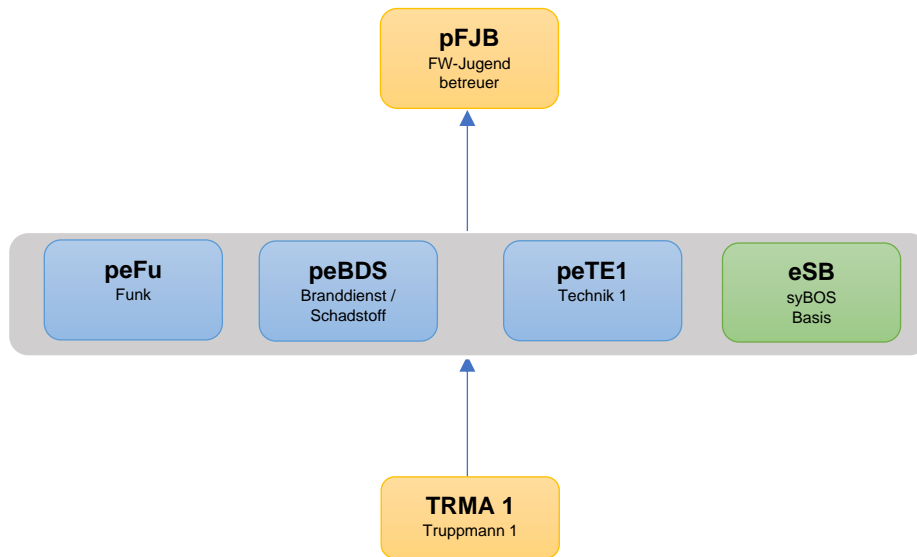 pFJB
FW-Jugend
betreuer
peFu
Funk
peBDS
Branddienst /
Schadstoff
peTE1
Technik 1
eSB
syBOS
Basis
TRMA 1
Truppmann 1